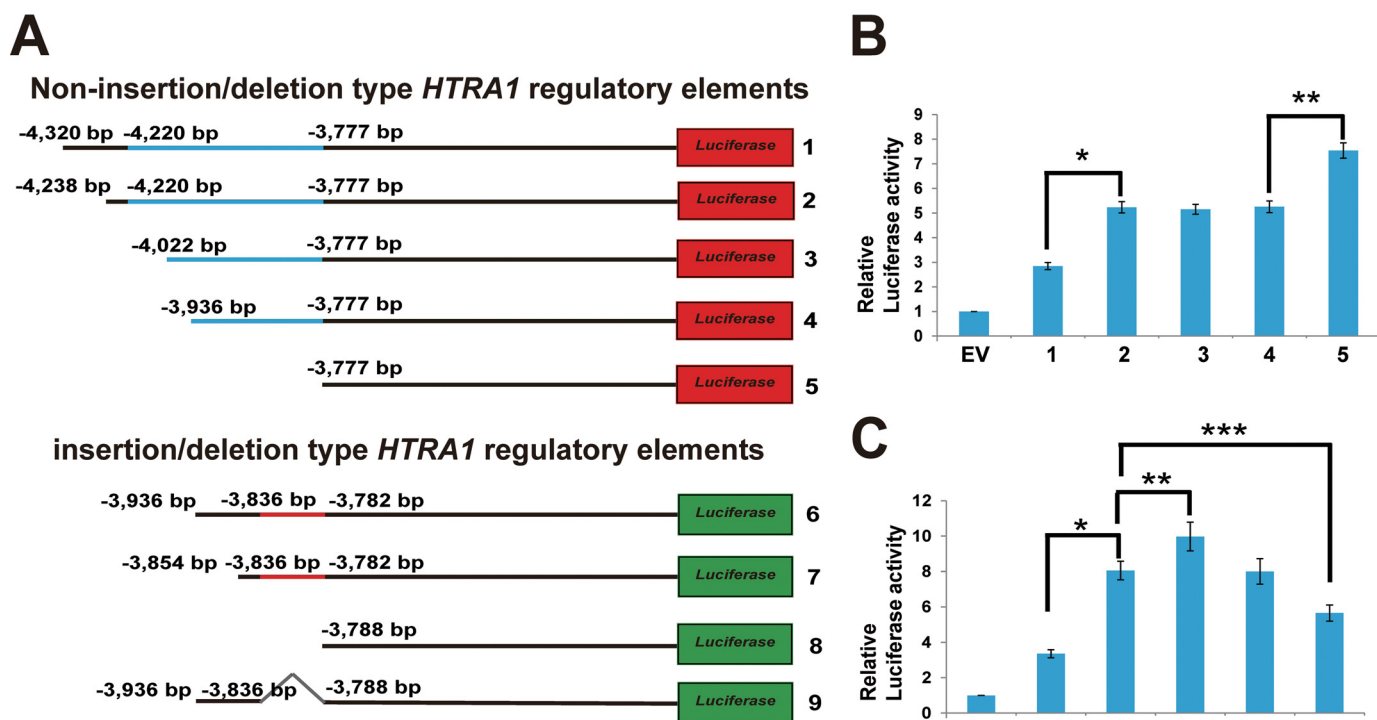 A
Non-insertion/deletion type HTRA1 regulatory elements
-4,320 bp -4,220 bp -3,777 bp Luciferase 1
-4,238 bp -4,220 bp -3,777 bp Luciferase 2
-4,022 bp -3,777 bp Luciferase 3
-3,936 bp -3,777 bp Luciferase 4
-3,777 bp Luciferase 5
insertion/deletion type HTRA1 regulatory elements
-3,936 bp -3,836 bp -3,782 bp Luciferase 6
-3,854 bp -3,836 bp -3,782 bp Luciferase 7
-3,788 bp Luciferase 8
-3,936 bp -3,836 bp -3,788 bp Luciferase 9
B
Relative
Luciferase activity
9
8
7
6
5
4
3
2
1
0
* **
EV 1 2 3 4 5
C
Relative
Luciferase activity
12
10
8
6
4
2
0
* ** ***